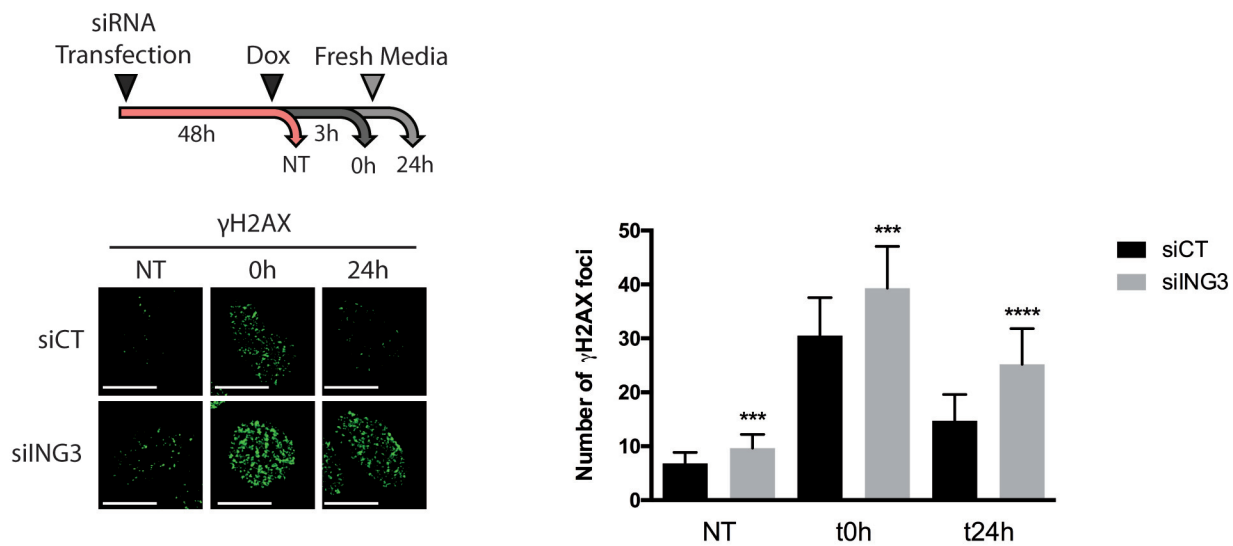 siRNA
Transfection
Dox
Fresh Media
48h
3h
NT
0h
24h
γH2AX
NT
0h
24h
siCT
siING3
Number of γH2AX foci
50
40
30
20
10
0
***
***
****
NT
t0h
t24h
siCT
siING3